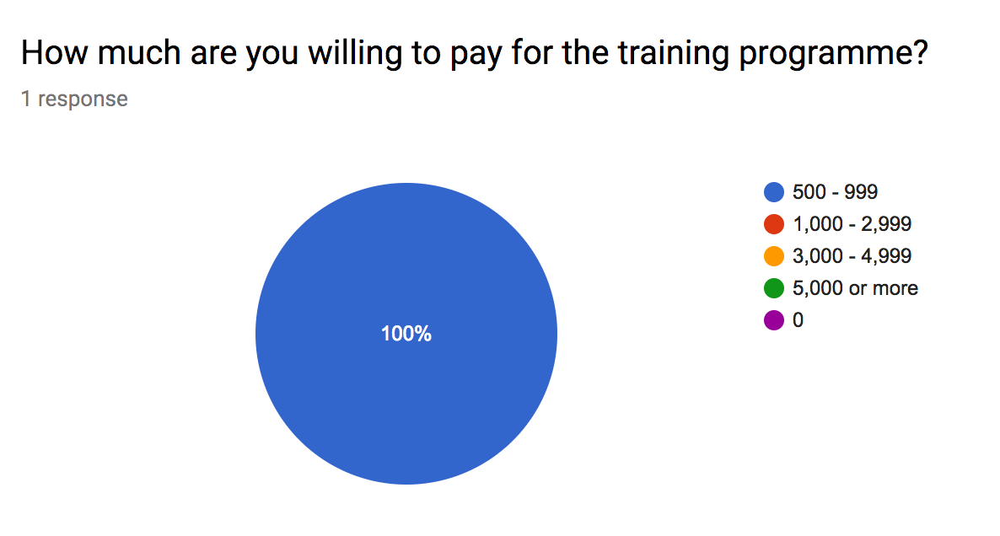 How much are you willing to pay for the training programme?
1 response
100%
500 - 999
1,000 - 2,999
3,000 - 4,999
5,000 or more
0